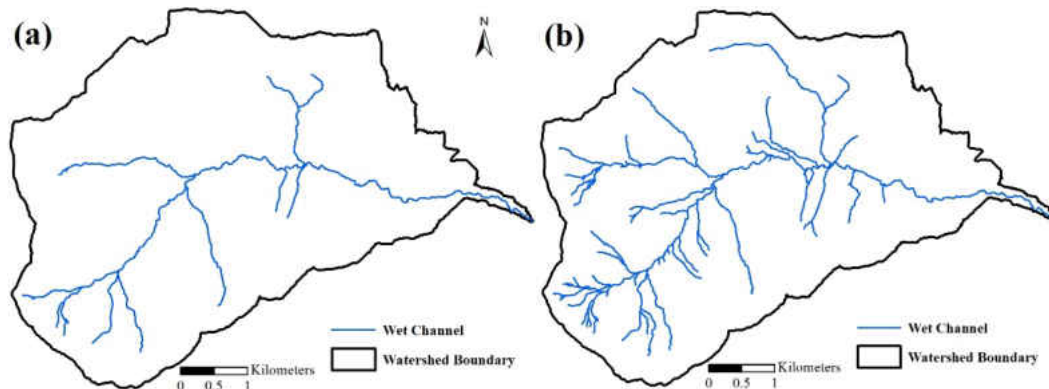 (a)
N
Wet Channel
Watershed Boundary
Kilometers
0 0.5 1
(b)
Wet Channel
Watershed Boundary
Kilometers
0 0.5 1